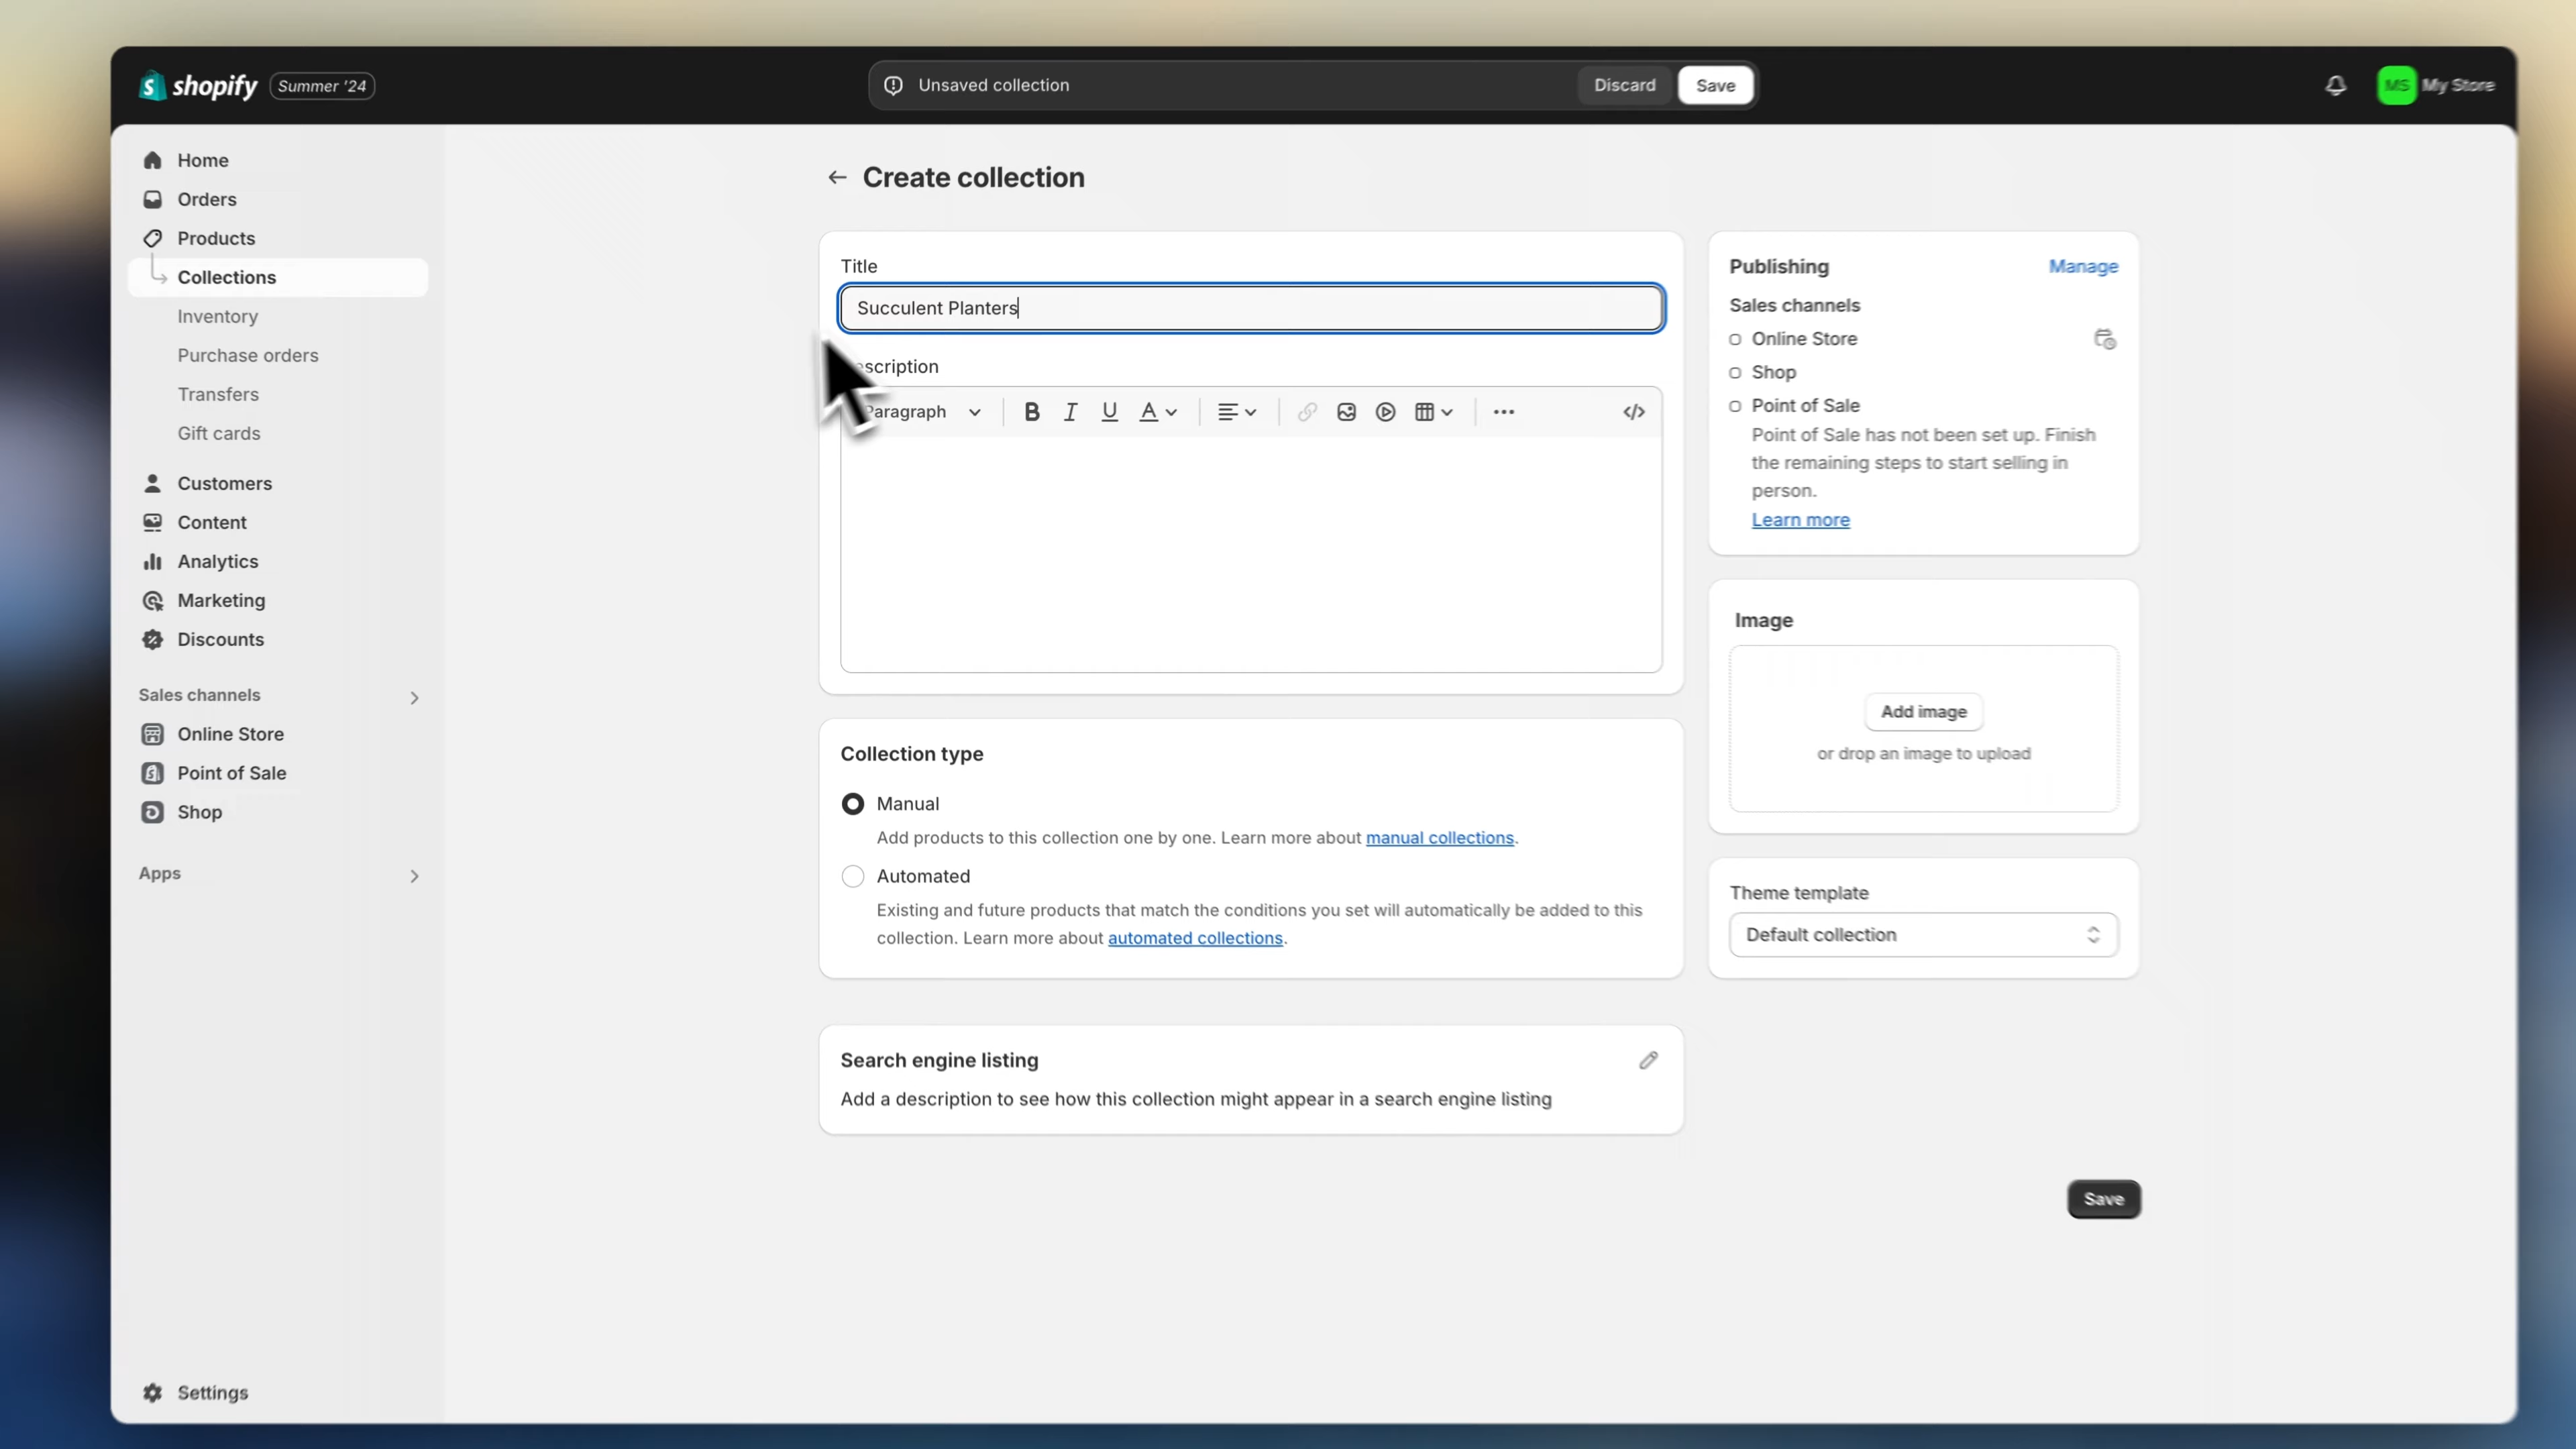 shopify Summer '24
Unsaved collection
Discard
Save
MS My Store
Home
Orders
Products
Collections
Inventory
Purchase orders
Transfers
Gift cards
Customers
Content
Analytics
Marketing
Discounts
Sales channels
Online Store
Point of Sale
Shop
Apps
Settings
Create collection
Title
Succulent Planters
scription
Paragraph
Collection type
Manual
Add products to this collection one by one. Learn more about manual collections.
Automated
Existing and future products that match the conditions you set will automatically be added to this
collection. Learn more about automated collections.
Search engine listing
Add a description to see how this collection might appear in a search engine listing
Publishing
Manage
Sales channels
Online Store
Shop
Point of Sale
Point of Sale has not been set up. Finish
the remaining steps to start selling in
person.
Learn more
Image
Add image
or drop an image to upload
Theme template
Default collection
Save